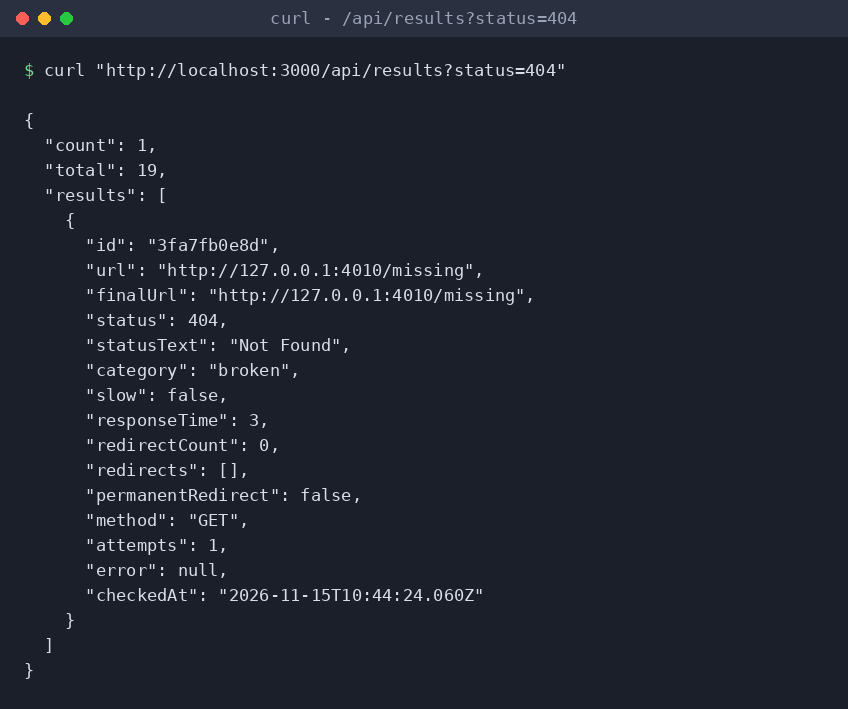 curl - /api/results?status=404
$ curl "http://localhost:3000/api/results?status=404"
{
  "count": 1,
  "total": 19,
  "results": [
    {
      "id": "3fa7fb0e8d",
      "url": "http://127.0.0.1:4010/missing",
      "finalUrl": "http://127.0.0.1:4010/missing",
      "status": 404,
      "statusText": "Not Found",
      "category": "broken",
      "slow": false,
      "responseTime": 3,
      "redirectCount": 0,
      "redirects": [],
      "permanentRedirect": false,
      "method": "GET",
      "attempts": 1,
      "error": null,
      "checkedAt": "2026-11-15T10:44:24.060Z"
    }
  ]
}